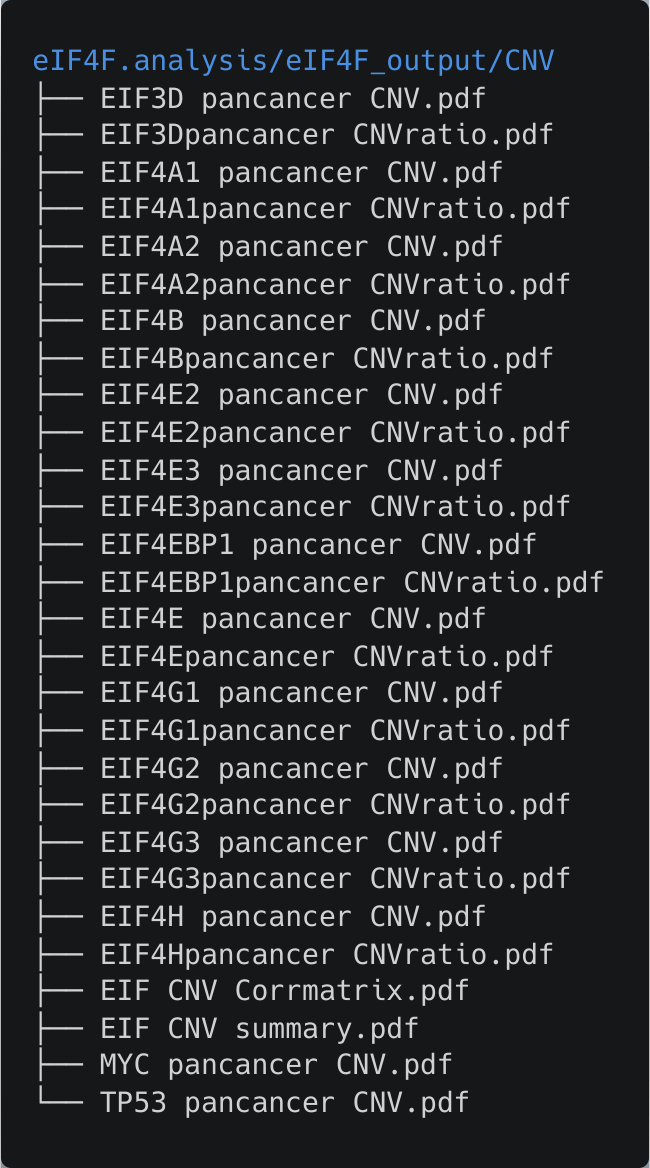 eIF4F.analysis/eIF4F_output/CNV
├── EIF3D pancancer CNV.pdf
├── EIF3Dpancancer CNVratio.pdf
├── EIF4A1 pancancer CNV.pdf
├── EIF4A1pancancer CNVratio.pdf
├── EIF4A2 pancancer CNV.pdf
├── EIF4A2pancancer CNVratio.pdf
├── EIF4B pancancer CNV.pdf
├── EIF4Bpancancer CNVratio.pdf
├── EIF4E2 pancancer CNV.pdf
├── EIF4E2pancancer CNVratio.pdf
├── EIF4E3 pancancer CNV.pdf
├── EIF4E3pancancer CNVratio.pdf
├── EIF4EBP1 pancancer CNV.pdf
├── EIF4EBP1pancancer CNVratio.pdf
├── EIF4E pancancer CNV.pdf
├── EIF4Epancancer CNVratio.pdf
├── EIF4G1 pancancer CNV.pdf
├── EIF4G1pancancer CNVratio.pdf
├── EIF4G2 pancancer CNV.pdf
├── EIF4G2pancancer CNVratio.pdf
├── EIF4G3 pancancer CNV.pdf
├── EIF4G3pancancer CNVratio.pdf
├── EIF4H pancancer CNV.pdf
├── EIF4Hpancancer CNVratio.pdf
├── EIF CNV Corrmatrix.pdf
├── EIF CNV summary.pdf
├── MYC pancancer CNV.pdf
└── TP53 pancancer CNV.pdf